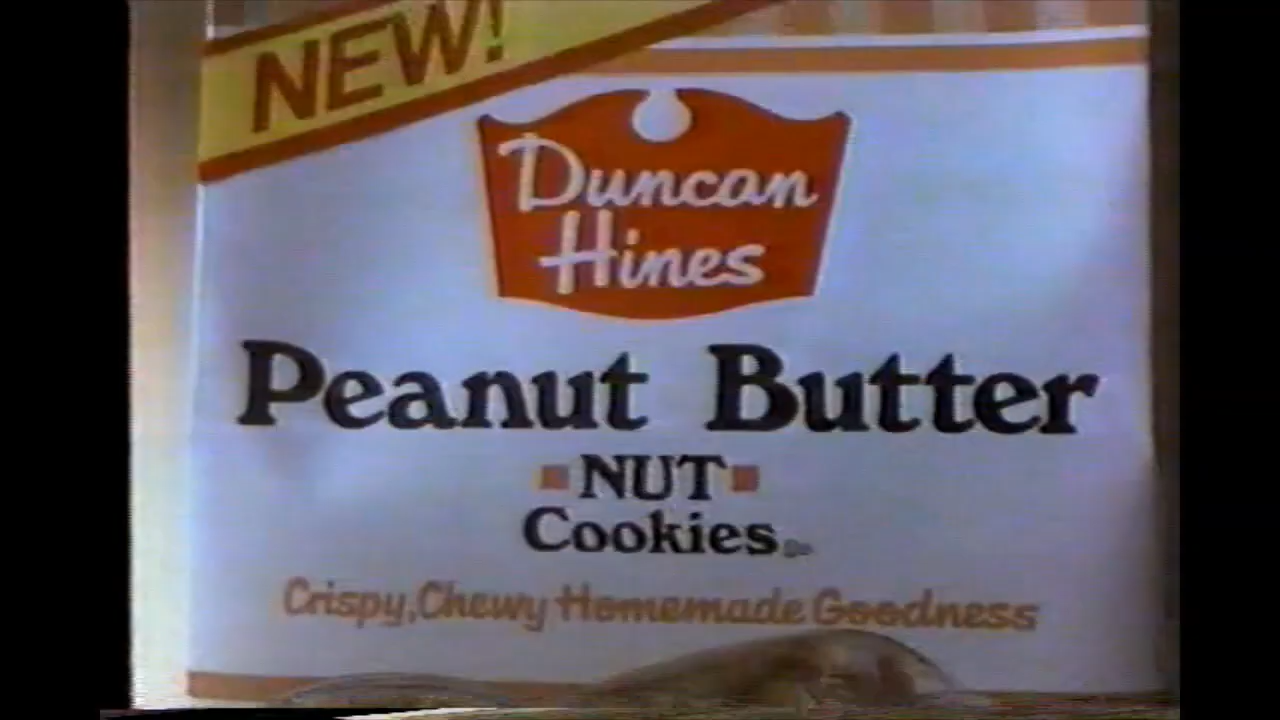 NEW!
Duncan
Hines
Peanut Butter
NUT
Cookies
Crispy, Chewy Homemade Goodness